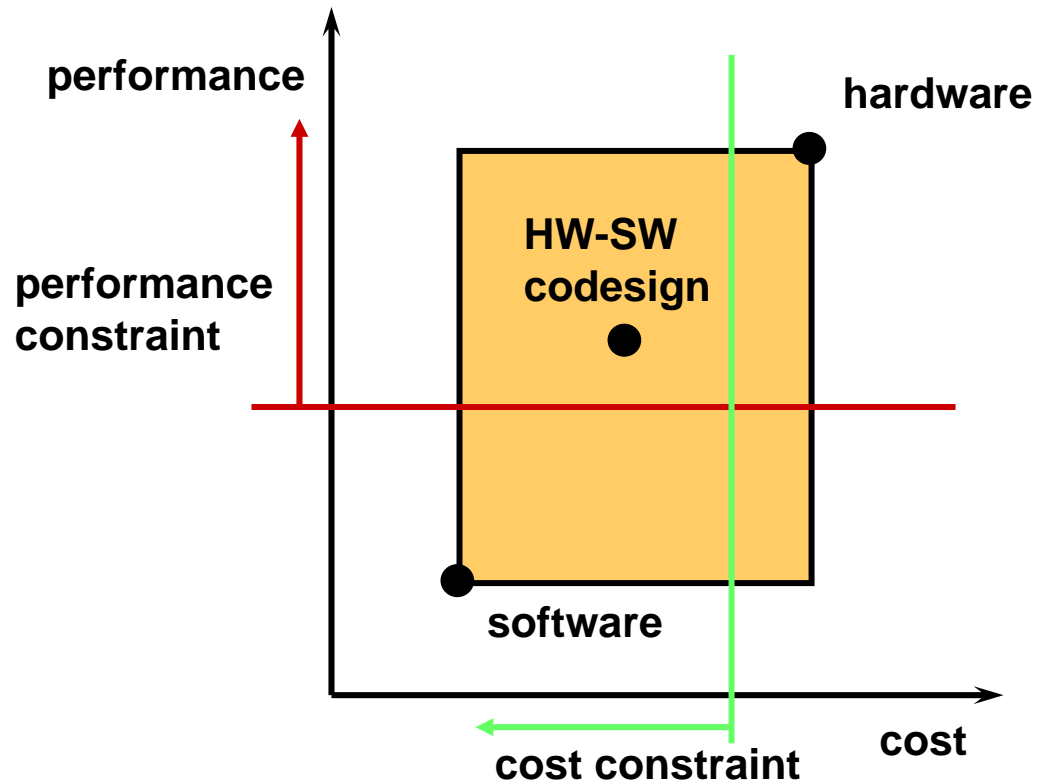 performance
hardware
HW-SW
codesign
performance
constraint
software
cost
cost constraint